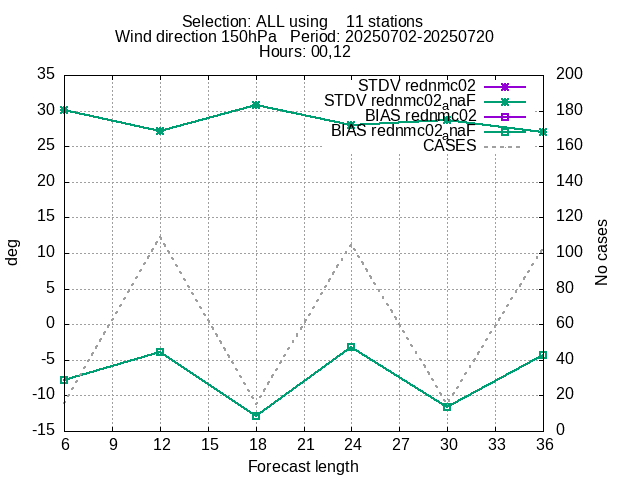 Selection: ALL using 11 stations
Wind direction 150hPa Period: 20250702-20250720
Hours: 00,12
STDV rednmc02
STDV rednmc02anaF
BIAS rednmc02
BIAS rednmc02anaF
CASES
35
30
25
20
15
10
5
0
-5
-10
-15
200
180
160
140
120
100
80
60
40
20
0
deg
No cases
6 9 12 15 18 21 24 27 30 33 36
Forecast length